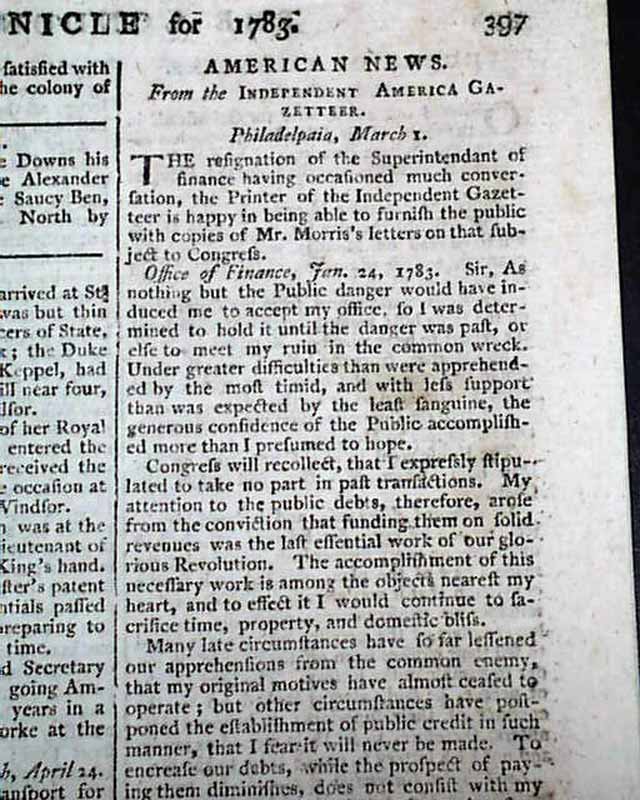 NICLE for 1783. 397
ſatisfied with
he colony of
Downs his
Alexander
Saucy Ben,
North by
arrived at St
was but thin
cers of State,
; the Duke
Keppel, had
ill near four,
dſor.
of her Royal
entered the
received the
occaſion at
Windſor.
was at the
ieutenant of
King's hand.
ſter's patent
ntials paſſed
preparing to
time.
d Secretary
going Am-
years in a
orke at the
h, April 24.
anſport for
AMERICAN NEWS.
From the INDEPENDENT AMERICA GA-
ZETTEER.
Philadelpaia, March 1.
THE reſignation of the Superintendant of
finance having occaſioned much conver-
ſation, the Printer of the Independent Gazet-
teer is happy in being able to furniſh the public
with copies of Mr. Morris's letters on that ſub-
ject to Congreſs.
Office of Finance, Jan. 24, 1783. Sir, As
nothing but the Public danger would have in-
duced me to accept my office, ſo I was deter-
mined to hold it until the danger was paſt, or
elſe to meet my ruin in the common wreck.
Under greater difficulties than were apprehend-
ed by the moſt timid, and with leſs ſupport
than was expected by the leaſt ſanguine, the
generous confidence of the Public accompliſh-
ed more than I preſumed to hope.
Congreſs will recollect, that I expreſsly ſtipu-
lated to take no part in paſt tranſactions. My
attention to the public debts, therefore, aroſe
from the conviction that funding them on ſolid
revenues was the laſt eſſential work of our glo-
rious Revolution. The accompliſhment of this
neceſſary work is among the objects neareſt my
heart, and to effect it I would continue to ſa-
crifice time, property, and domeſtic bliſs.
Many late circumſtances have ſo far leſſened
our apprehenſions from the common enemy,
that my original motives have almoſt ceaſed to
operate; but other circumſtances have poſt-
poned the eſtabliſhment of public credit in ſuch
manner, that I fear it will never be made. To
encreaſe our debts, while the proſpect of pay-
ing them diminiſhes, does not conſiſt with my